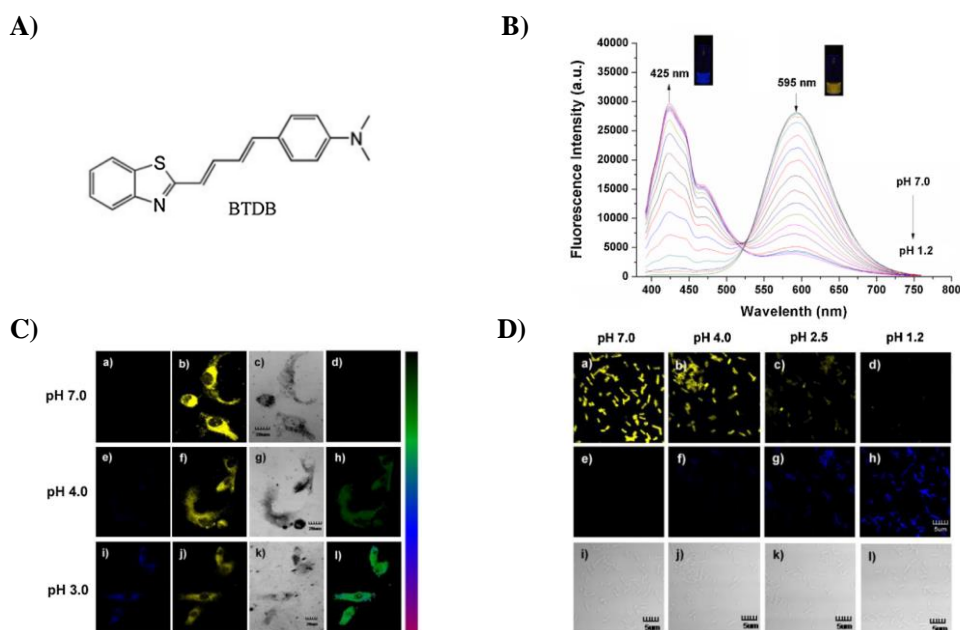 A)
S
N
N
BTDB
B)
40000
35000
30000
25000
20000
15000
10000
5000
0
Fluorescence Intensity (a.u.)
425 nm
595 nm
pH 7.0
pH 1.2
400 450 500 550 600 650 700 750 800
Wavelenth (nm)
C)
pH 7.0
a) b) c) d)
pH 4.0
e) f) g) h)
pH 3.0
i) j) k) l)
D)
pH 7.0 pH 4.0 pH 2.5 pH 1.2
a) b) c) d)
e) f) g) h)
5um
i) j) k) l)
5um 5um 5um 5um